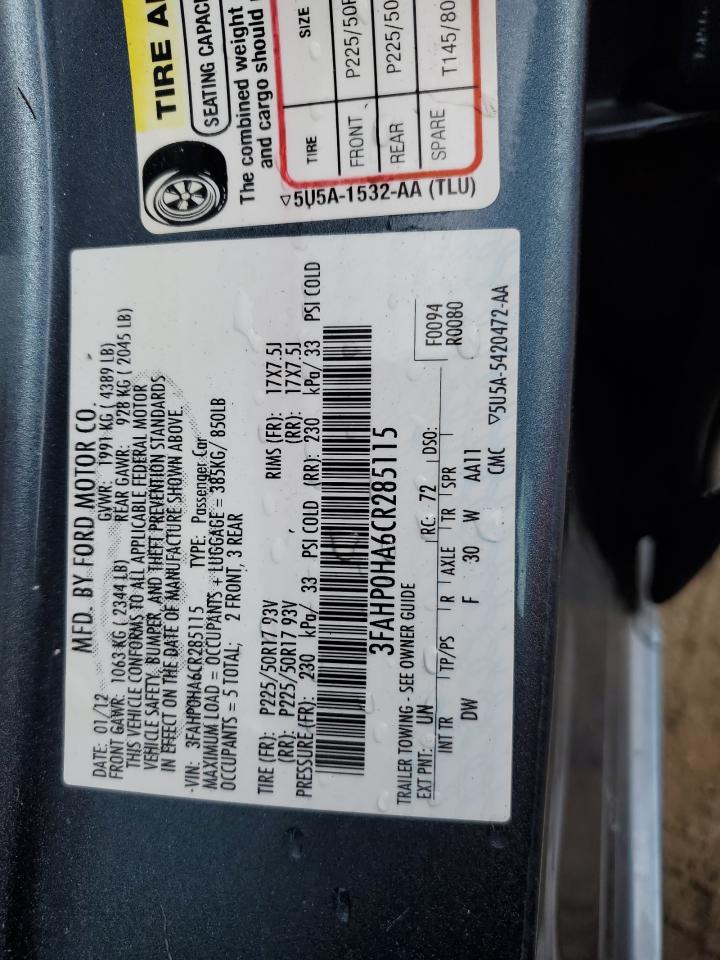 MFD. BY FORD MOTOR CO.
DATE: 01/12 GVWR: 1991 KG ( 4389 LB)
FRONT GAWR: 1063 KG ( 2344 LB) REAR GAWR: 928 KG ( 2045 LB)
THIS VEHICLE CONFORMS TO ALL APPLICABLE FEDERAL MOTOR
VEHICLE SAFETY, BUMPER, AND THEFT PREVENTION STANDARDS
IN EFFECT ON THE DATE OF MANUFACTURE SHOWN ABOVE.
VIN: 3FAHP0HA6CR285115 TYPE: Passenger Car
MAXIMUM LOAD = OCCUPANTS + LUGGAGE = 385KG/ 850LB
OCCUPANTS = 5 TOTAL: 2 FRONT, 3 REAR
TIRE (FR): P225/50R17 93V RIMS (FR): 17X7.5J
(RR): P225/50R17 93V (RR): 17X7.5J
PRESSURE (FR): 230 kPa/ 33 PSI COLD (RR): 230 kPa/ 33 PSI COLD
3FAHP0HA6CR285115
TRAILER TOWING - SEE OWNER GUIDE F0094
EXT PNT: UN RC: 72 DSO: R0080
INT TR TP/PS R AXLE TR SPR
DW F 30 W AA11
CMC ▽5U5A-5420472-AA
TIRE A
SEATING CAPAC
The combined weight
and cargo should
TIRE SIZE
FRONT P225/50R
REAR P225/50
SPARE T145/80
▽5U5A-1532-AA (TLU)